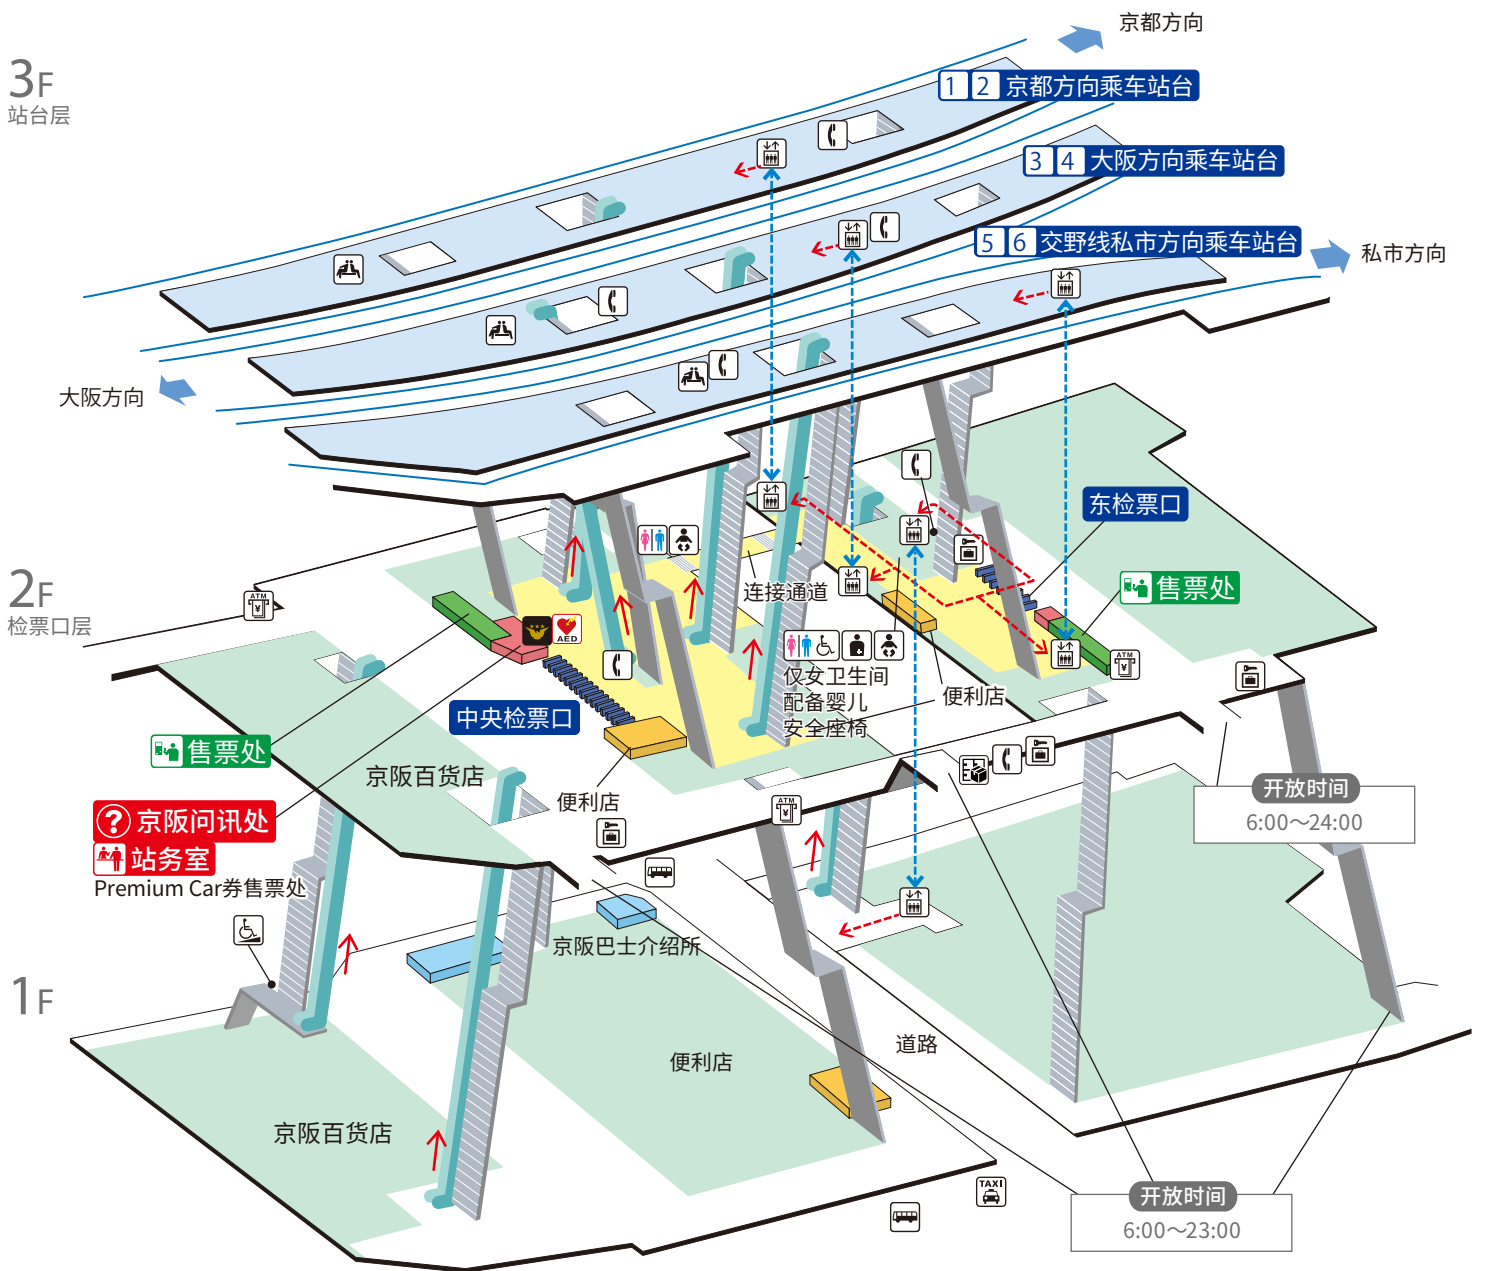 京都方向
3F
站台层
1 2 京都方向乘车站台
3 4 大阪方向乘车站台
5 6 交野线私市方向乘车站台
私市方向
大阪方向
东检票口
2F
检票口层
ATM
连接通道
售票处
AED
ATM
仅女卫生间
配备婴儿
安全座椅
便利店
中央检票口
售票处
京阪百货店
便利店
ATM
开放时间
6:00～24:00
? 京阪问讯处
站务室
Premium Car券售票处
京阪巴士介绍所
1F
道路
便利店
京阪百货店
TAXI
开放时间
6:00～23:00